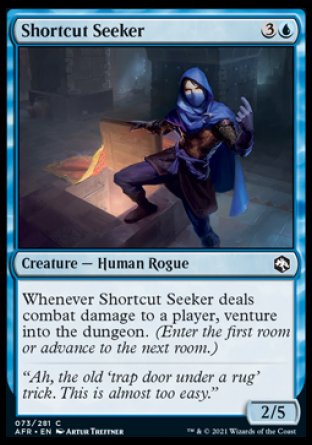 Shortcut Seeker 3
Creature — Human Rogue
Whenever Shortcut Seeker deals
combat damage to a player, venture
into the dungeon. (Enter the first room
or advance to the next room.)
“Ah, the old ‘trap door under a rug’
trick. This is almost too easy.”
2/5
073/281 C
AFR • EN Artur Treffner
™ & © 2021 Wizards of the Coast